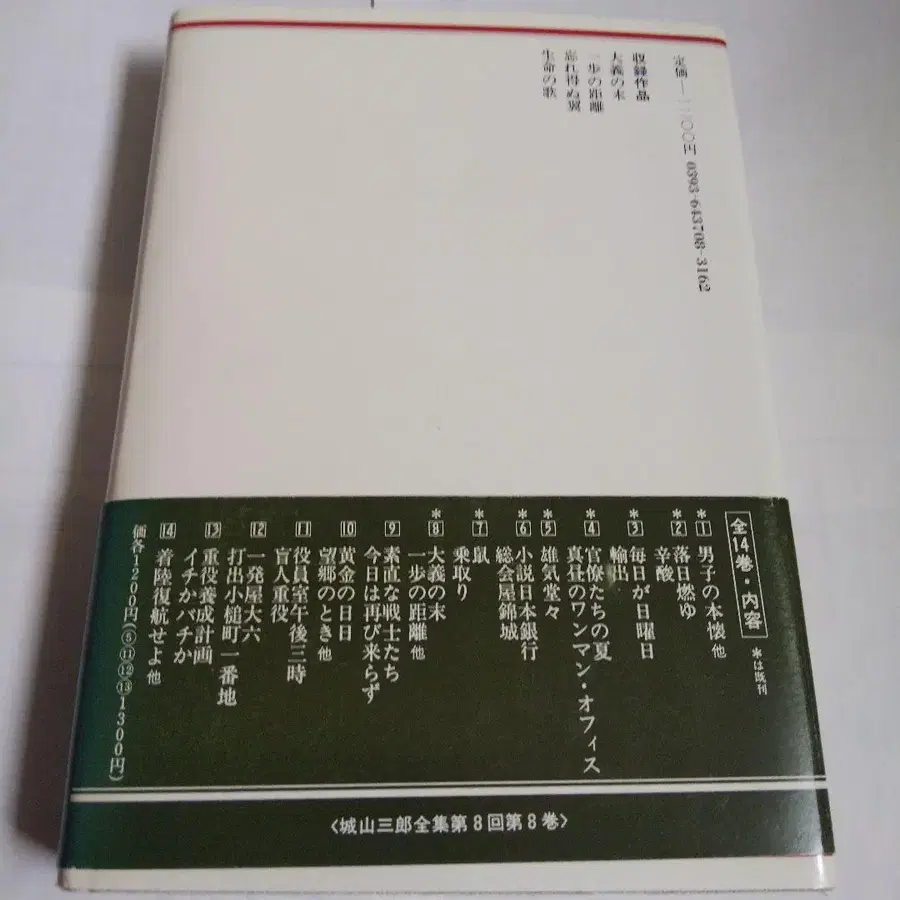 定価―一二〇〇円 0393-643708-3162
収録作品
大義の末
一歩の距離
忘れ得ぬ翼
生命の歌
全14巻・内容
*は既刊
*1 男子の本懐 他
*2 落日燃ゆ
辛酸
*3 毎日が日曜日
輸出
*4 官僚たちの夏
真昼のワンマン・オフィス
*5 雄気堂々
*6 小説日本銀行
総会屋錦城
*7 鼠
乗取り
*8 大義の末
一歩の距離 他
9 素直な戦士たち
今日は再び来らず
10 黄金の日日
望郷のとき 他
11 役員室午後三時
盲人重役
12 一発屋大六
打出小槌町一番地
13 重役養成計画
イチかバチか
14 着陸復航せよ 他
価各1200円(⑤⑪⑫⑬1300円)
〈城山三郎全集第8回第8巻〉